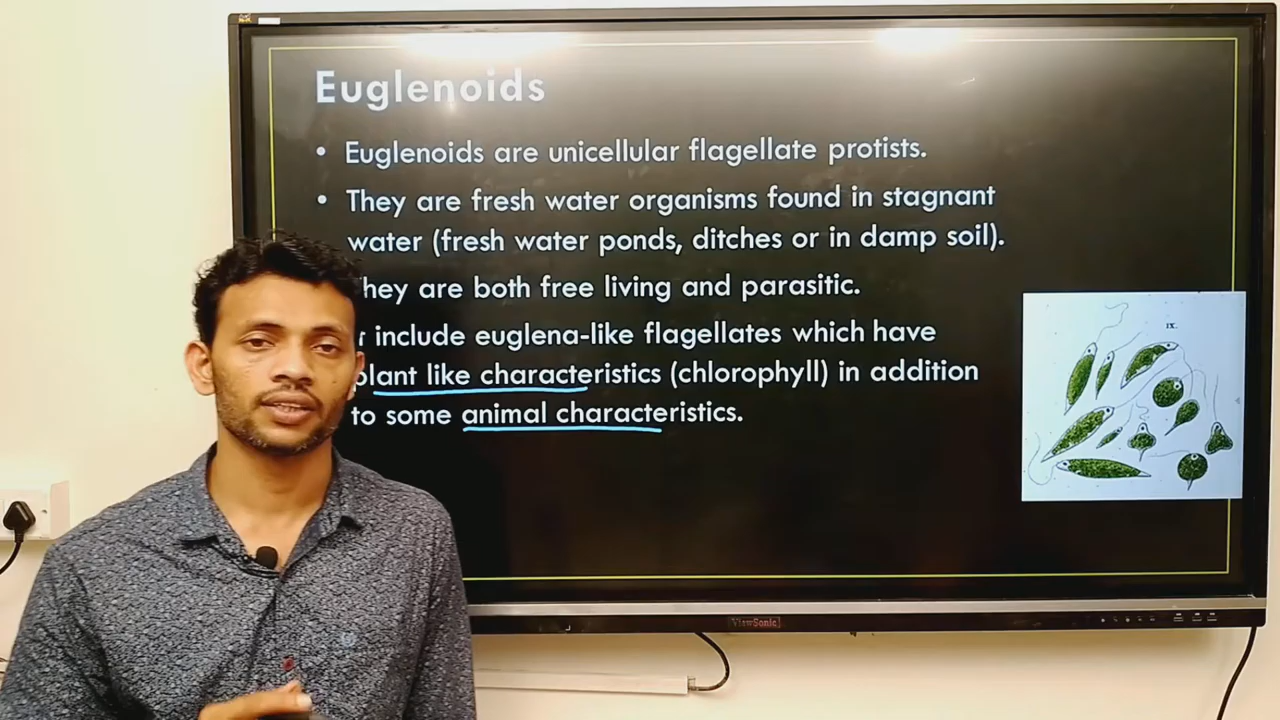 Euglenoids
• Euglenoids are unicellular flagellate protists.
• They are fresh water organisms found in stagnant
water (fresh water ponds, ditches or in damp soil).
hey are both free living and parasitic.
include euglena-like flagellates which have
plant like characteristics (chlorophyll) in addition
to some animal characteristics.
IX.
ViewSonic